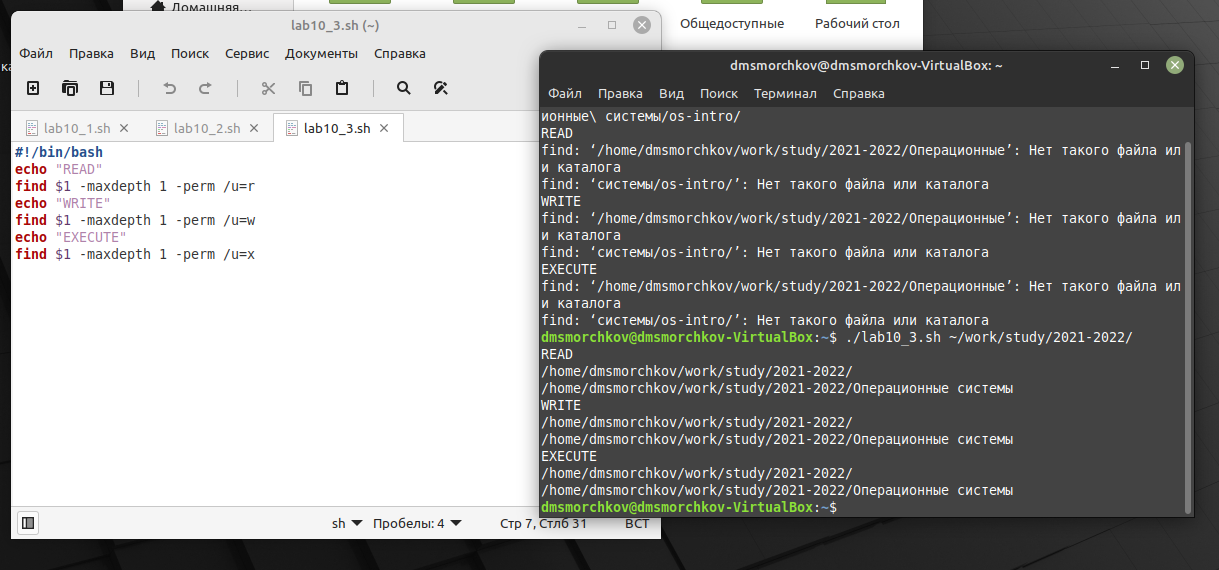 Домашняя...
Общедоступные
Рабочий стол
lab10_3.sh (~)
Файл Правка Вид Поиск Сервис Документы Справка
lab10_1.sh lab10_2.sh lab10_3.sh
#!/bin/bash
echo "READ"
find $1 -maxdepth 1 -perm /u=r
echo "WRITE"
find $1 -maxdepth 1 -perm /u=w
echo "EXECUTE"
find $1 -maxdepth 1 -perm /u=x
sh Пробелы: 4 Стр 7, Стлб 31 ВСТ
dmsmorchkov@dmsmorchkov-VirtualBox: ~
Файл Правка Вид Поиск Терминал Справка
ионные\ системы/os-intro/
READ
find: ‘/home/dmsmorchkov/work/study/2021-2022/Операционные’: Нет такого файла ил
и каталога
find: ‘системы/os-intro/’: Нет такого файла или каталога
WRITE
find: ‘/home/dmsmorchkov/work/study/2021-2022/Операционные’: Нет такого файла ил
и каталога
find: ‘системы/os-intro/’: Нет такого файла или каталога
EXECUTE
find: ‘/home/dmsmorchkov/work/study/2021-2022/Операционные’: Нет такого файла ил
и каталога
find: ‘системы/os-intro/’: Нет такого файла или каталога
dmsmorchkov@dmsmorchkov-VirtualBox:~$ ./lab10_3.sh ~/work/study/2021-2022/
READ
/home/dmsmorchkov/work/study/2021-2022/
/home/dmsmorchkov/work/study/2021-2022/Операционные системы
WRITE
/home/dmsmorchkov/work/study/2021-2022/
/home/dmsmorchkov/work/study/2021-2022/Операционные системы
EXECUTE
/home/dmsmorchkov/work/study/2021-2022/
/home/dmsmorchkov/work/study/2021-2022/Операционные системы
dmsmorchkov@dmsmorchkov-VirtualBox:~$